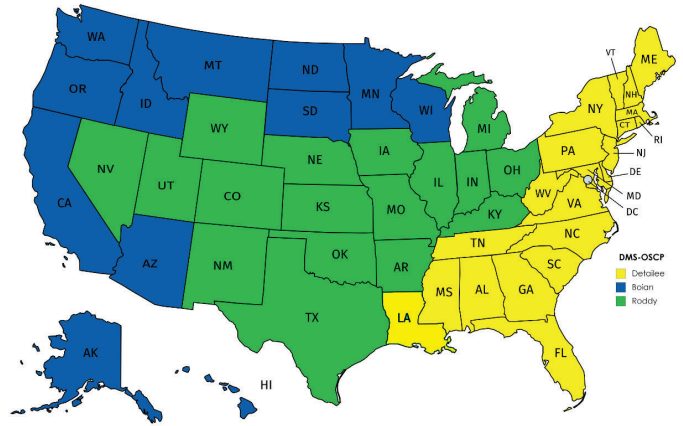 WA
ME
VT
MT
ND
OR
MN
NH
ID
SD
WI
NY
MA
CT
WY
MI
RI
IA
PA
NJ
NE
NV
OH
DE
IL
IN
UT
WV
MD
CO
CA
VA
KS
MO
DC
KY
NC
TN
OK
AZ
NM
AR
SC
DMS-OSCP
Detailee
MS
AL
GA
Boian
Roddy
TX
LA
AK
FL
HI